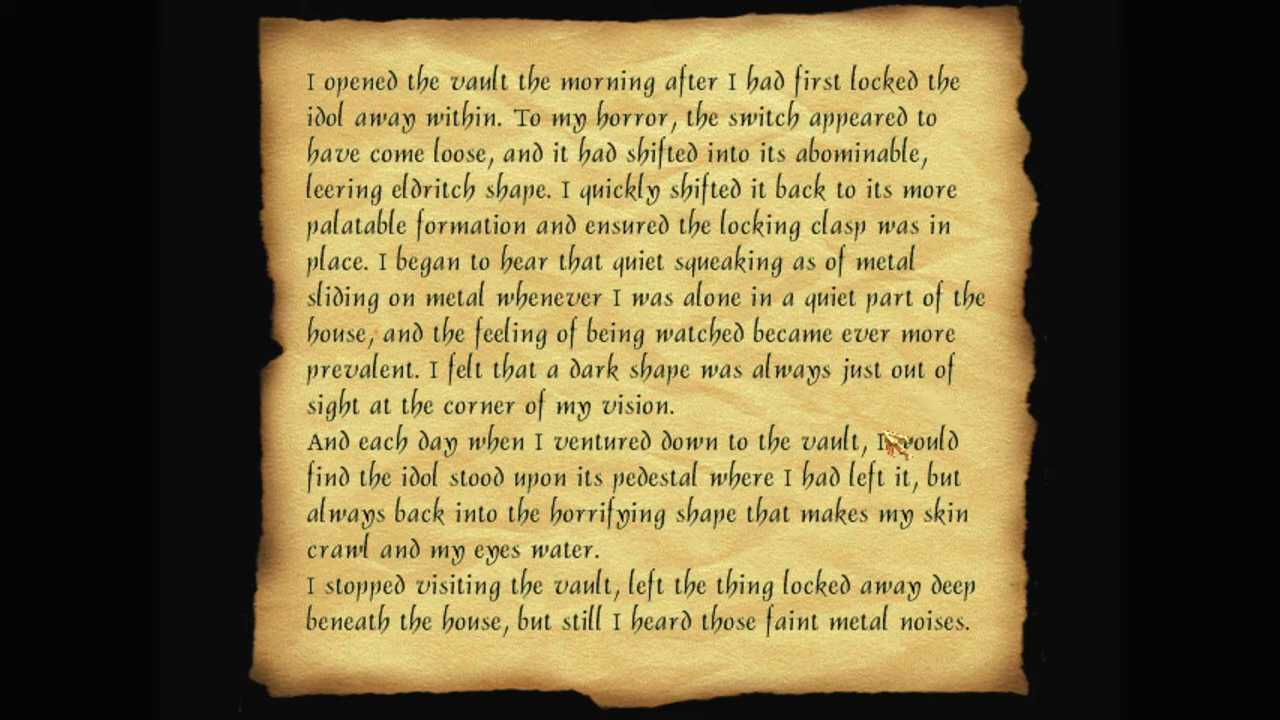 I opened the vault the morning after I had first locked the
idol away within. To my horror, the switch appeared to
have come loose, and it had shifted into its abominable,
leering eldritch shape. I quickly shifted it back to its more
palatable formation and ensured the locking clasp was in
place. I began to hear that quiet squeaking as of metal
sliding on metal whenever I was alone in a quiet part of the
house, and the feeling of being watched became ever more
prevalent. I felt that a dark shape was always just out of
sight at the corner of my vision.
And each day when I ventured down to the vault, I would
find the idol stood upon its pedestal where I had left it, but
always back into the horrifying shape that makes my skin
crawl and my eyes water.
I stopped visiting the vault, left the thing locked away deep
beneath the house, but still I heard those faint metal noises.